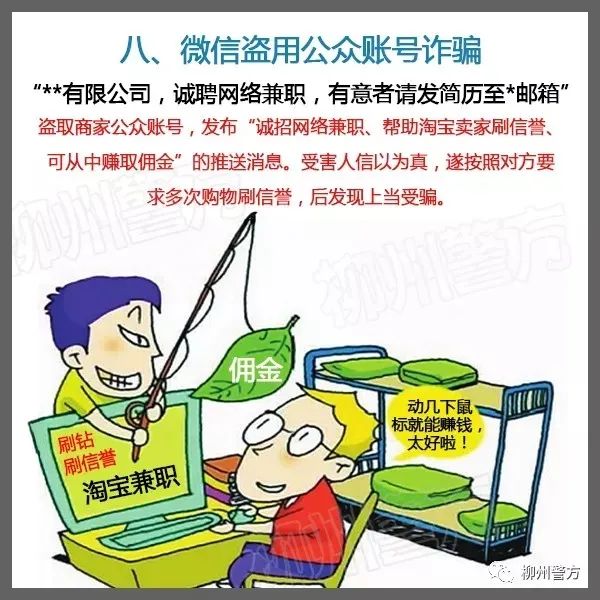 八、微信盗用公众账号诈骗
“**有限公司，诚聘网络兼职，有意者请发简历至*邮箱”
盗取商家公众账号，发布“诚招网络兼职、帮助淘宝卖家刷信誉、
可从中赚取佣金”的推送消息。受害人信以为真，遂按照对方要
求多次购物刷信誉，后发现上当受骗。
柳州警方
柳州警方
佣金
动几下鼠
标就能赚钱，
太好啦！
刷钻
刷信誉
淘宝兼职
柳州警方
柳州警方